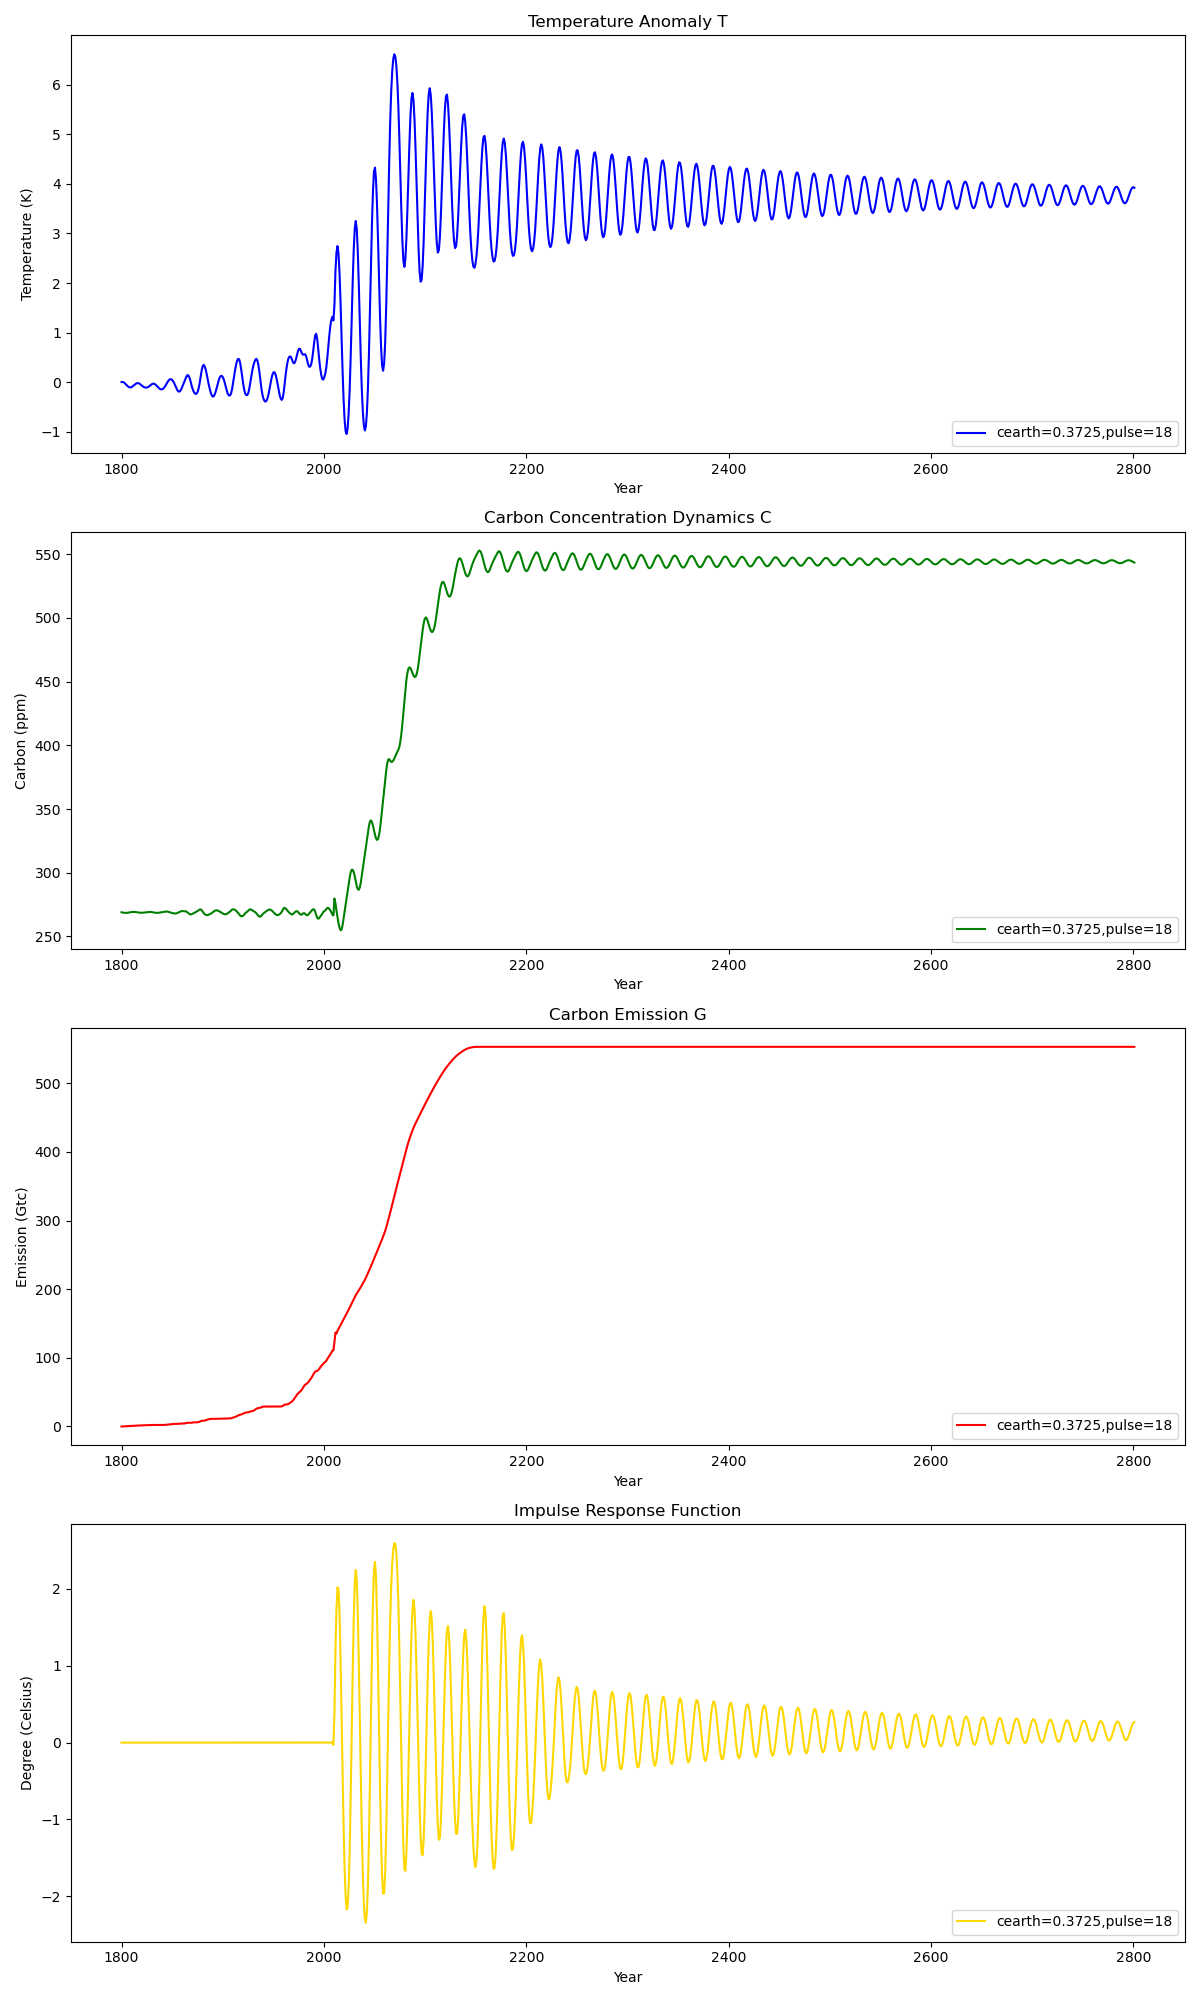 Temperature Anomaly T
6
5
4
3
2
1
0
−1
Temperature (K)
cearth=0.3725,pulse=18
1800 2000 2200 2400 2600 2800
Year
Carbon Concentration Dynamics C
550
500
450
400
350
300
250
Carbon (ppm)
cearth=0.3725,pulse=18
1800 2000 2200 2400 2600 2800
Year
Carbon Emission G
500
400
300
200
100
0
Emission (Gtc)
cearth=0.3725,pulse=18
1800 2000 2200 2400 2600 2800
Year
Impulse Response Function
2
1
0
−1
−2
Degree (Celsius)
cearth=0.3725,pulse=18
1800 2000 2200 2400 2600 2800
Year